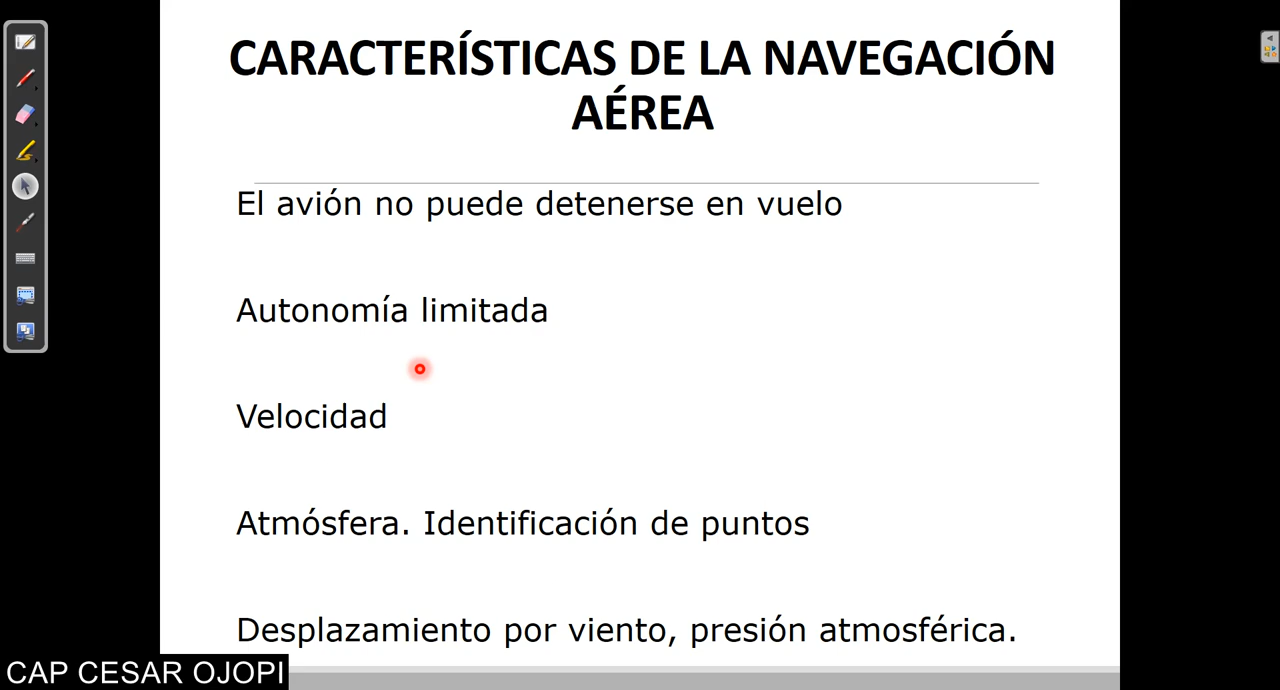 CARACTERÍSTICAS DE LA NAVEGACIÓN
AÉREA
El avión no puede detenerse en vuelo
Autonomía limitada
Velocidad
Atmósfera. Identificación de puntos
Desplazamiento por viento, presión atmosférica.
CAP CESAR OJOPI